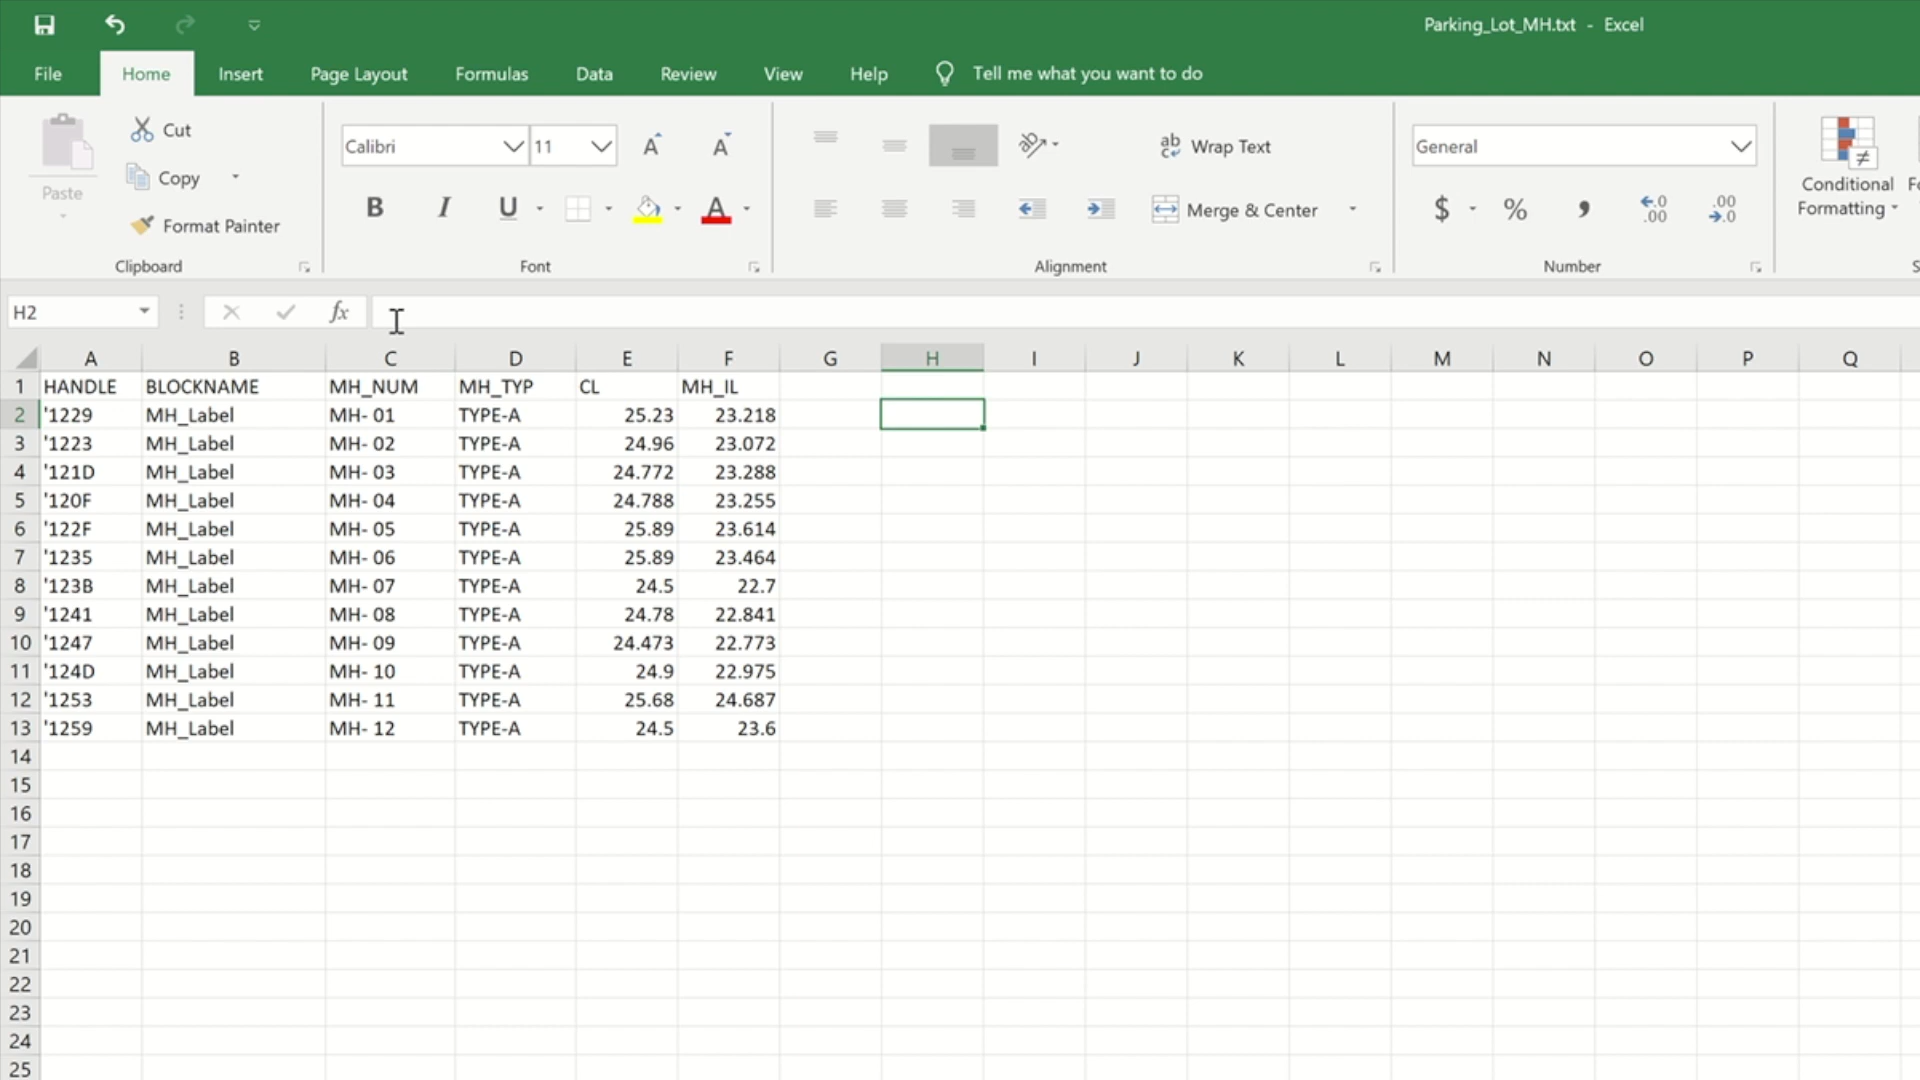 Parking_Lot_MH.txt - Excel
File Home Insert Page Layout Formulas Data Review View Help Tell me what you want to do
Paste
Cut
Copy
Format Painter
Clipboard
Calibri 11 A A
B I U A
Font
ab Wrap Text
Merge & Center
Alignment
General
$ % , .0 .00 .00 .0
Number
Conditional
Formatting
H2 fx
A B C D E F G H I J K L M N O P Q
1 HANDLE BLOCKNAME MH_NUM MH_TYP CL MH_IL
2 '1229 MH_Label MH- 01 TYPE-A 25.23 23.218
3 '1223 MH_Label MH- 02 TYPE-A 24.96 23.072
4 '121D MH_Label MH- 03 TYPE-A 24.772 23.288
5 '120F MH_Label MH- 04 TYPE-A 24.788 23.255
6 '122F MH_Label MH- 05 TYPE-A 25.89 23.614
7 '1235 MH_Label MH- 06 TYPE-A 25.89 23.464
8 '123B MH_Label MH- 07 TYPE-A 24.5 22.7
9 '1241 MH_Label MH- 08 TYPE-A 24.78 22.841
10 '1247 MH_Label MH- 09 TYPE-A 24.473 22.773
11 '124D MH_Label MH- 10 TYPE-A 24.9 22.975
12 '1253 MH_Label MH- 11 TYPE-A 25.68 24.687
13 '1259 MH_Label MH- 12 TYPE-A 24.5 23.6
14
15
16
17
18
19
20
21
22
23
24
25